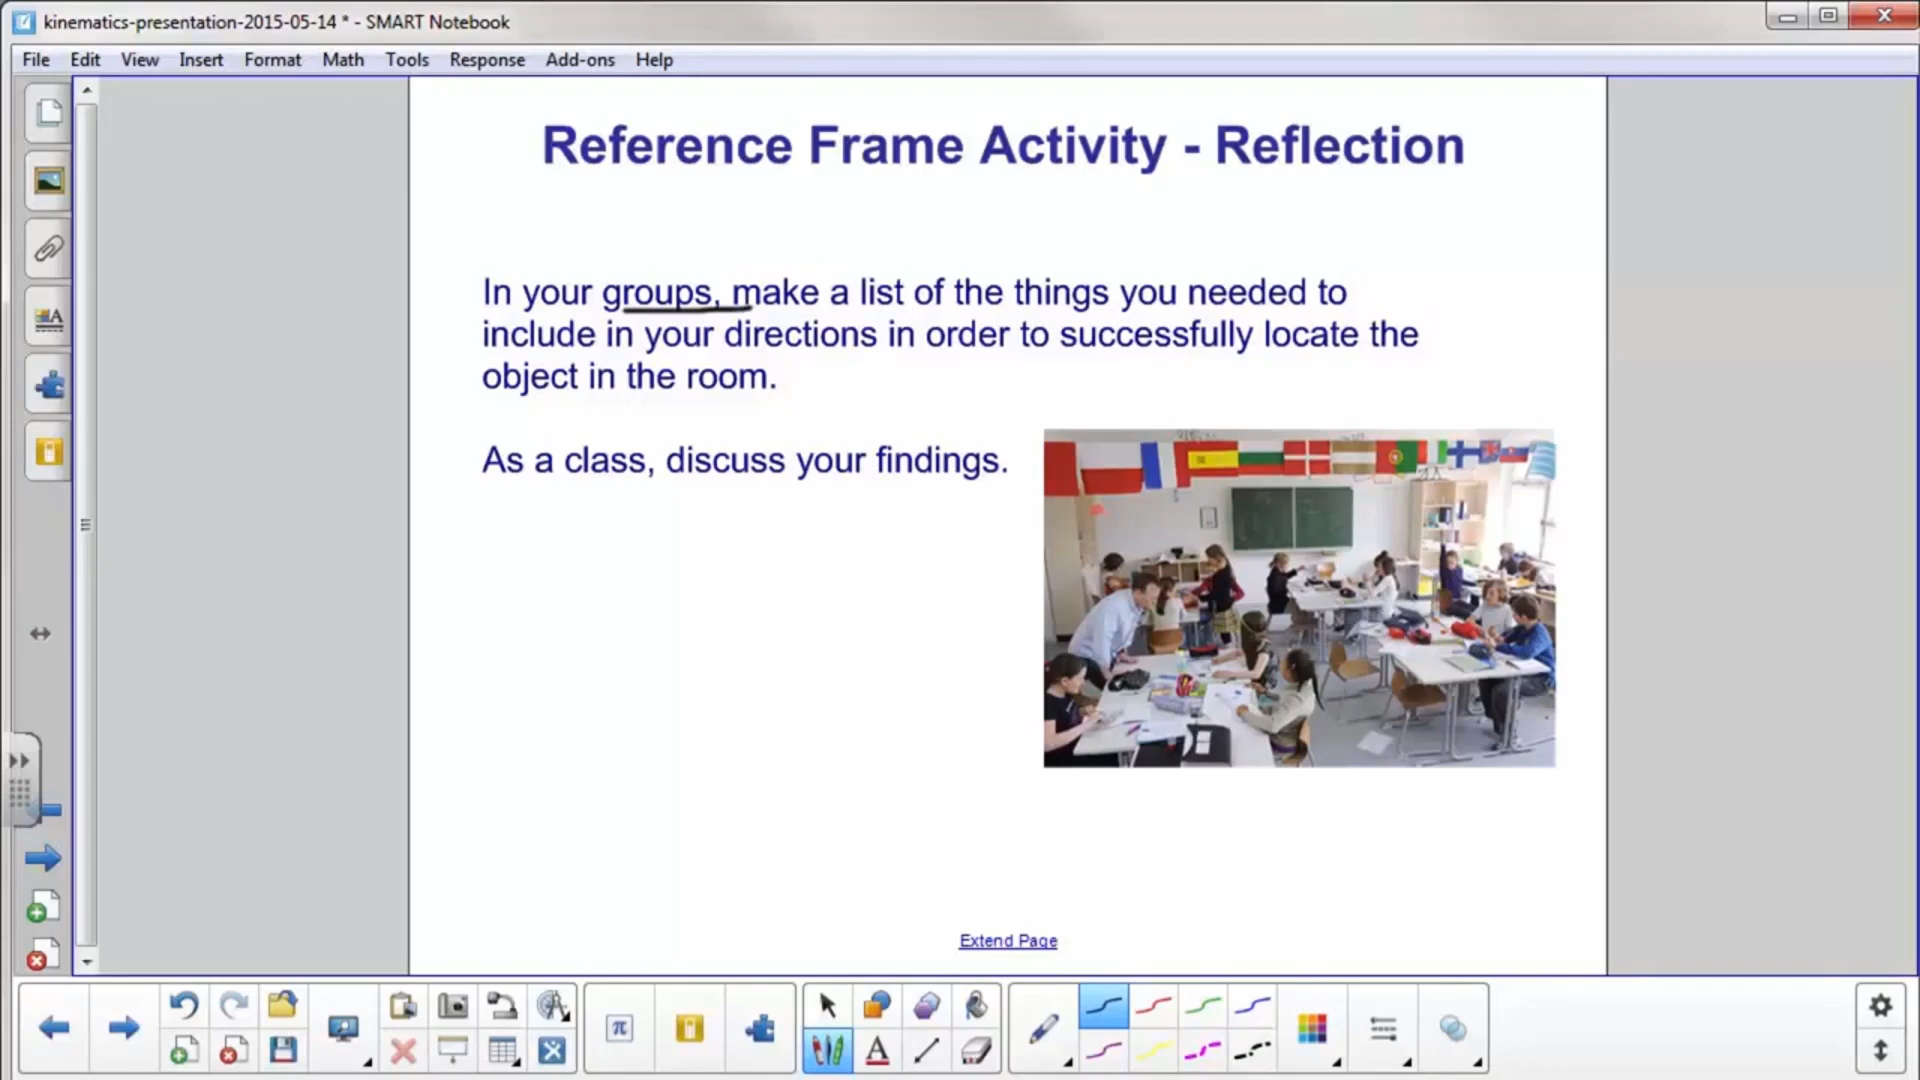 kinematics-presentation-2015-05-14 * - SMART Notebook
File Edit View Insert Format Math Tools Response Add-ons Help
Reference Frame Activity - Reflection
In your groups, make a list of the things you needed to
include in your directions in order to successfully locate the
object in the room.
As a class, discuss your findings.
Extend Page